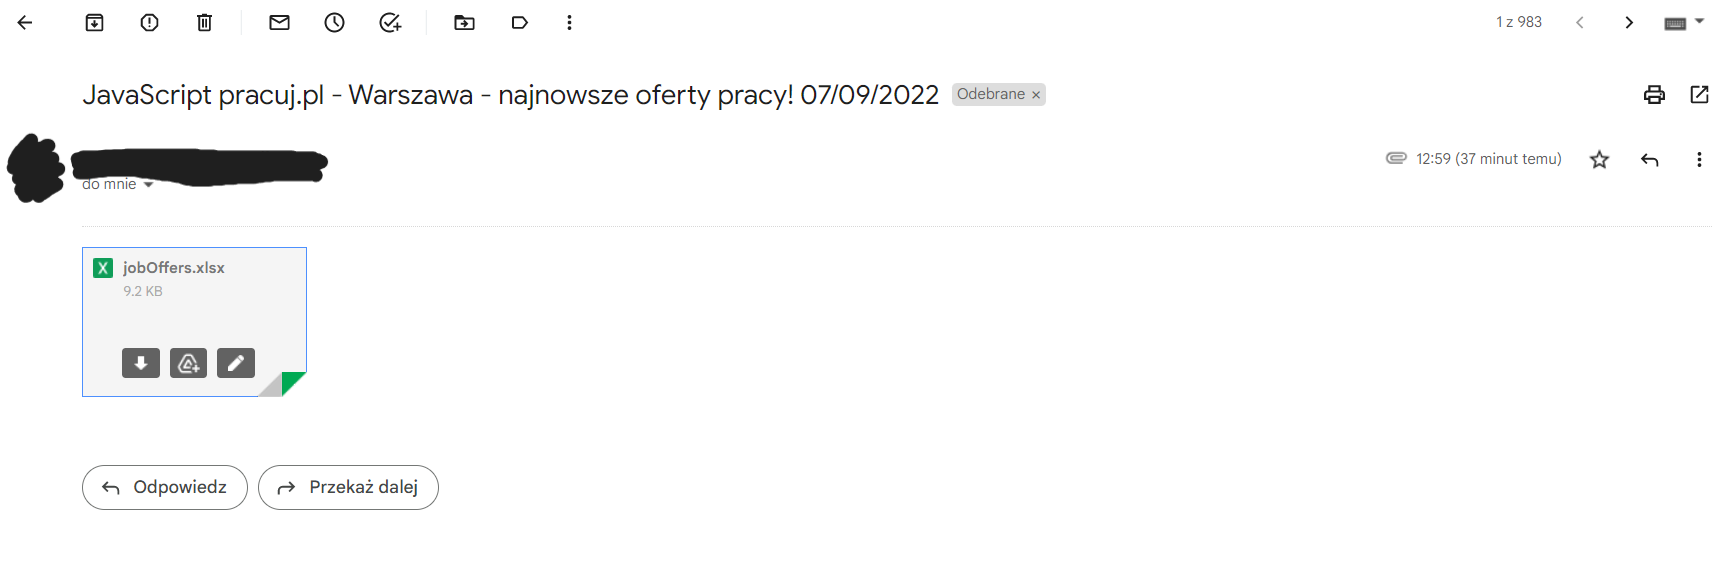 1 z 983
JavaScript pracuj.pl - Warszawa - najnowsze oferty pracy! 07/09/2022 Odebrane ×
12:59 (37 minut temu)
do mnie
X jobOffers.xlsx
9.2 KB
Odpowiedz Przekaż dalej